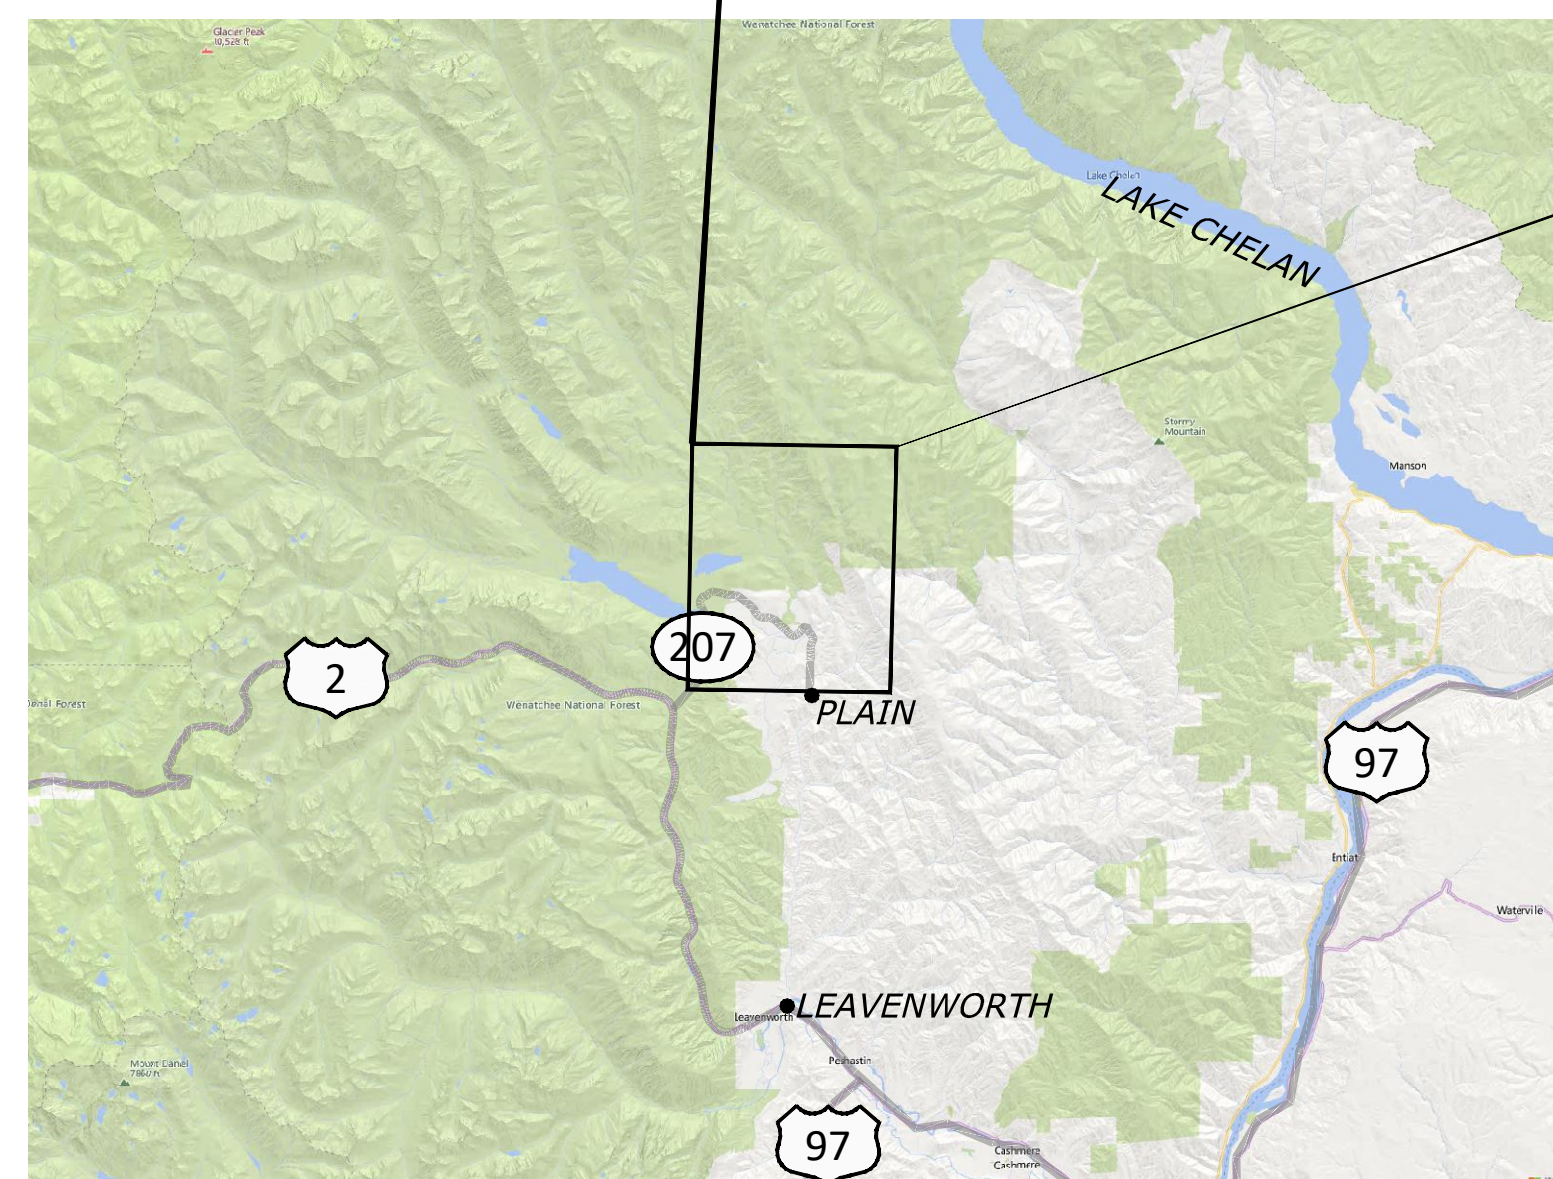 Wenatchee National Forest
Glacier Peak
10,528 ft
Lake Chelan
LAKE CHELAN
Stormy
Mountain
Manson
207
2
Wenatchee National Forest
Forest
PLAIN
97
Entiat
Waterville
LEAVENWORTH
leavenworth
Peshastin
Mount Daniel
97
Cashmere
Cashmere